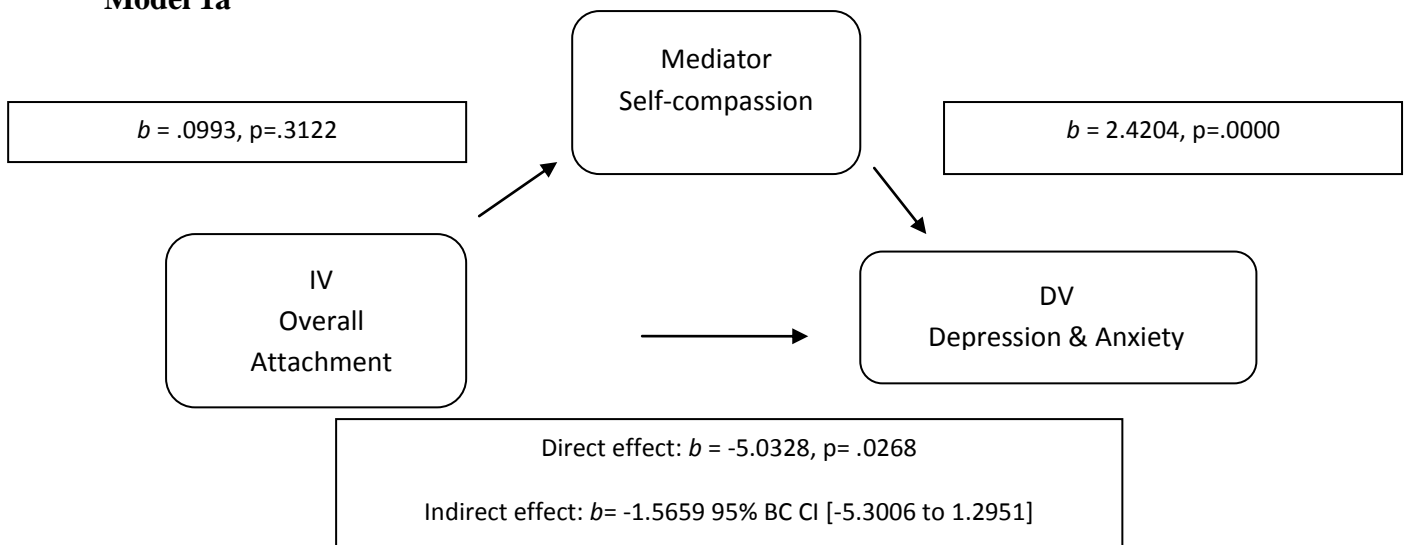 Model 1a
Mediator
Self-compassion
b = .0993, p=.3122
b = 2.4204, p=.0000
IV
Overall
Attachment
DV
Depression & Anxiety
Direct effect: b = -5.0328, p= .0268
Indirect effect: b= -1.5659 95% BC CI [-5.3006 to 1.2951]